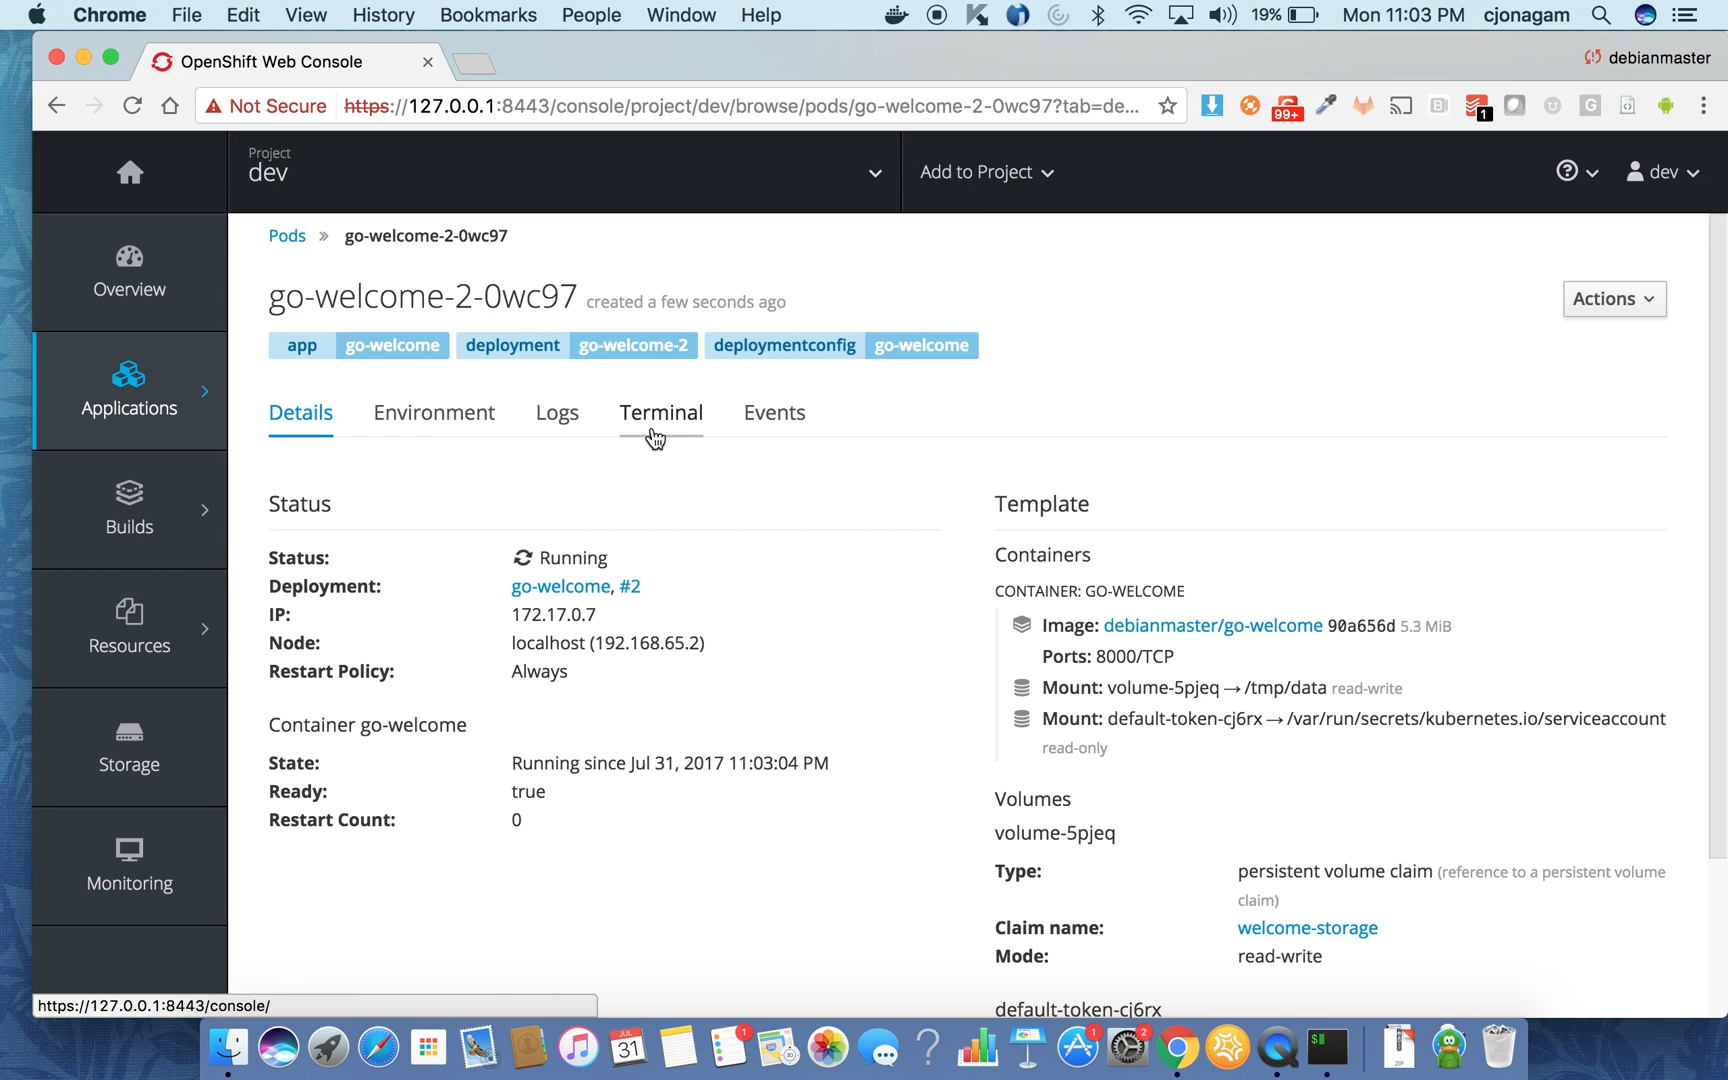 Chrome File Edit View History Bookmarks People Window Help 19% Mon 11:03 PM cjonagam
OpenShift Web Console debianmaster
Not Secure https://127.0.0.1:8443/console/project/dev/browse/pods/go-welcome-2-0wc97?tab=de... 99+ B 1 U G
Project
dev
Add to Project
dev
Overview
Applications
Builds
Resources
Storage
Monitoring
Pods » go-welcome-2-0wc97
go-welcome-2-0wc97 created a few seconds ago
Actions
app go-welcome deployment go-welcome-2 deploymentconfig go-welcome
Details Environment Logs Terminal Events
Status
Status: Running
Deployment: go-welcome, #2
IP: 172.17.0.7
Node: localhost (192.168.65.2)
Restart Policy: Always
Container go-welcome
State: Running since Jul 31, 2017 11:03:04 PM
Ready: true
Restart Count: 0
Template
Containers
CONTAINER: GO-WELCOME
Image: debianmaster/go-welcome 90a656d 5.3 MiB
Ports: 8000/TCP
Mount: volume-5pjeq → /tmp/data read-write
Mount: default-token-cj6rx → /var/run/secrets/kubernetes.io/serviceaccount
read-only
Volumes
volume-5pjeq
Type: persistent volume claim (reference to a persistent volume
claim)
Claim name: welcome-storage
Mode: read-write
default-token-cj6rx
https://127.0.0.1:8443/console/
JUL
31
1
1
2
$
ZIP